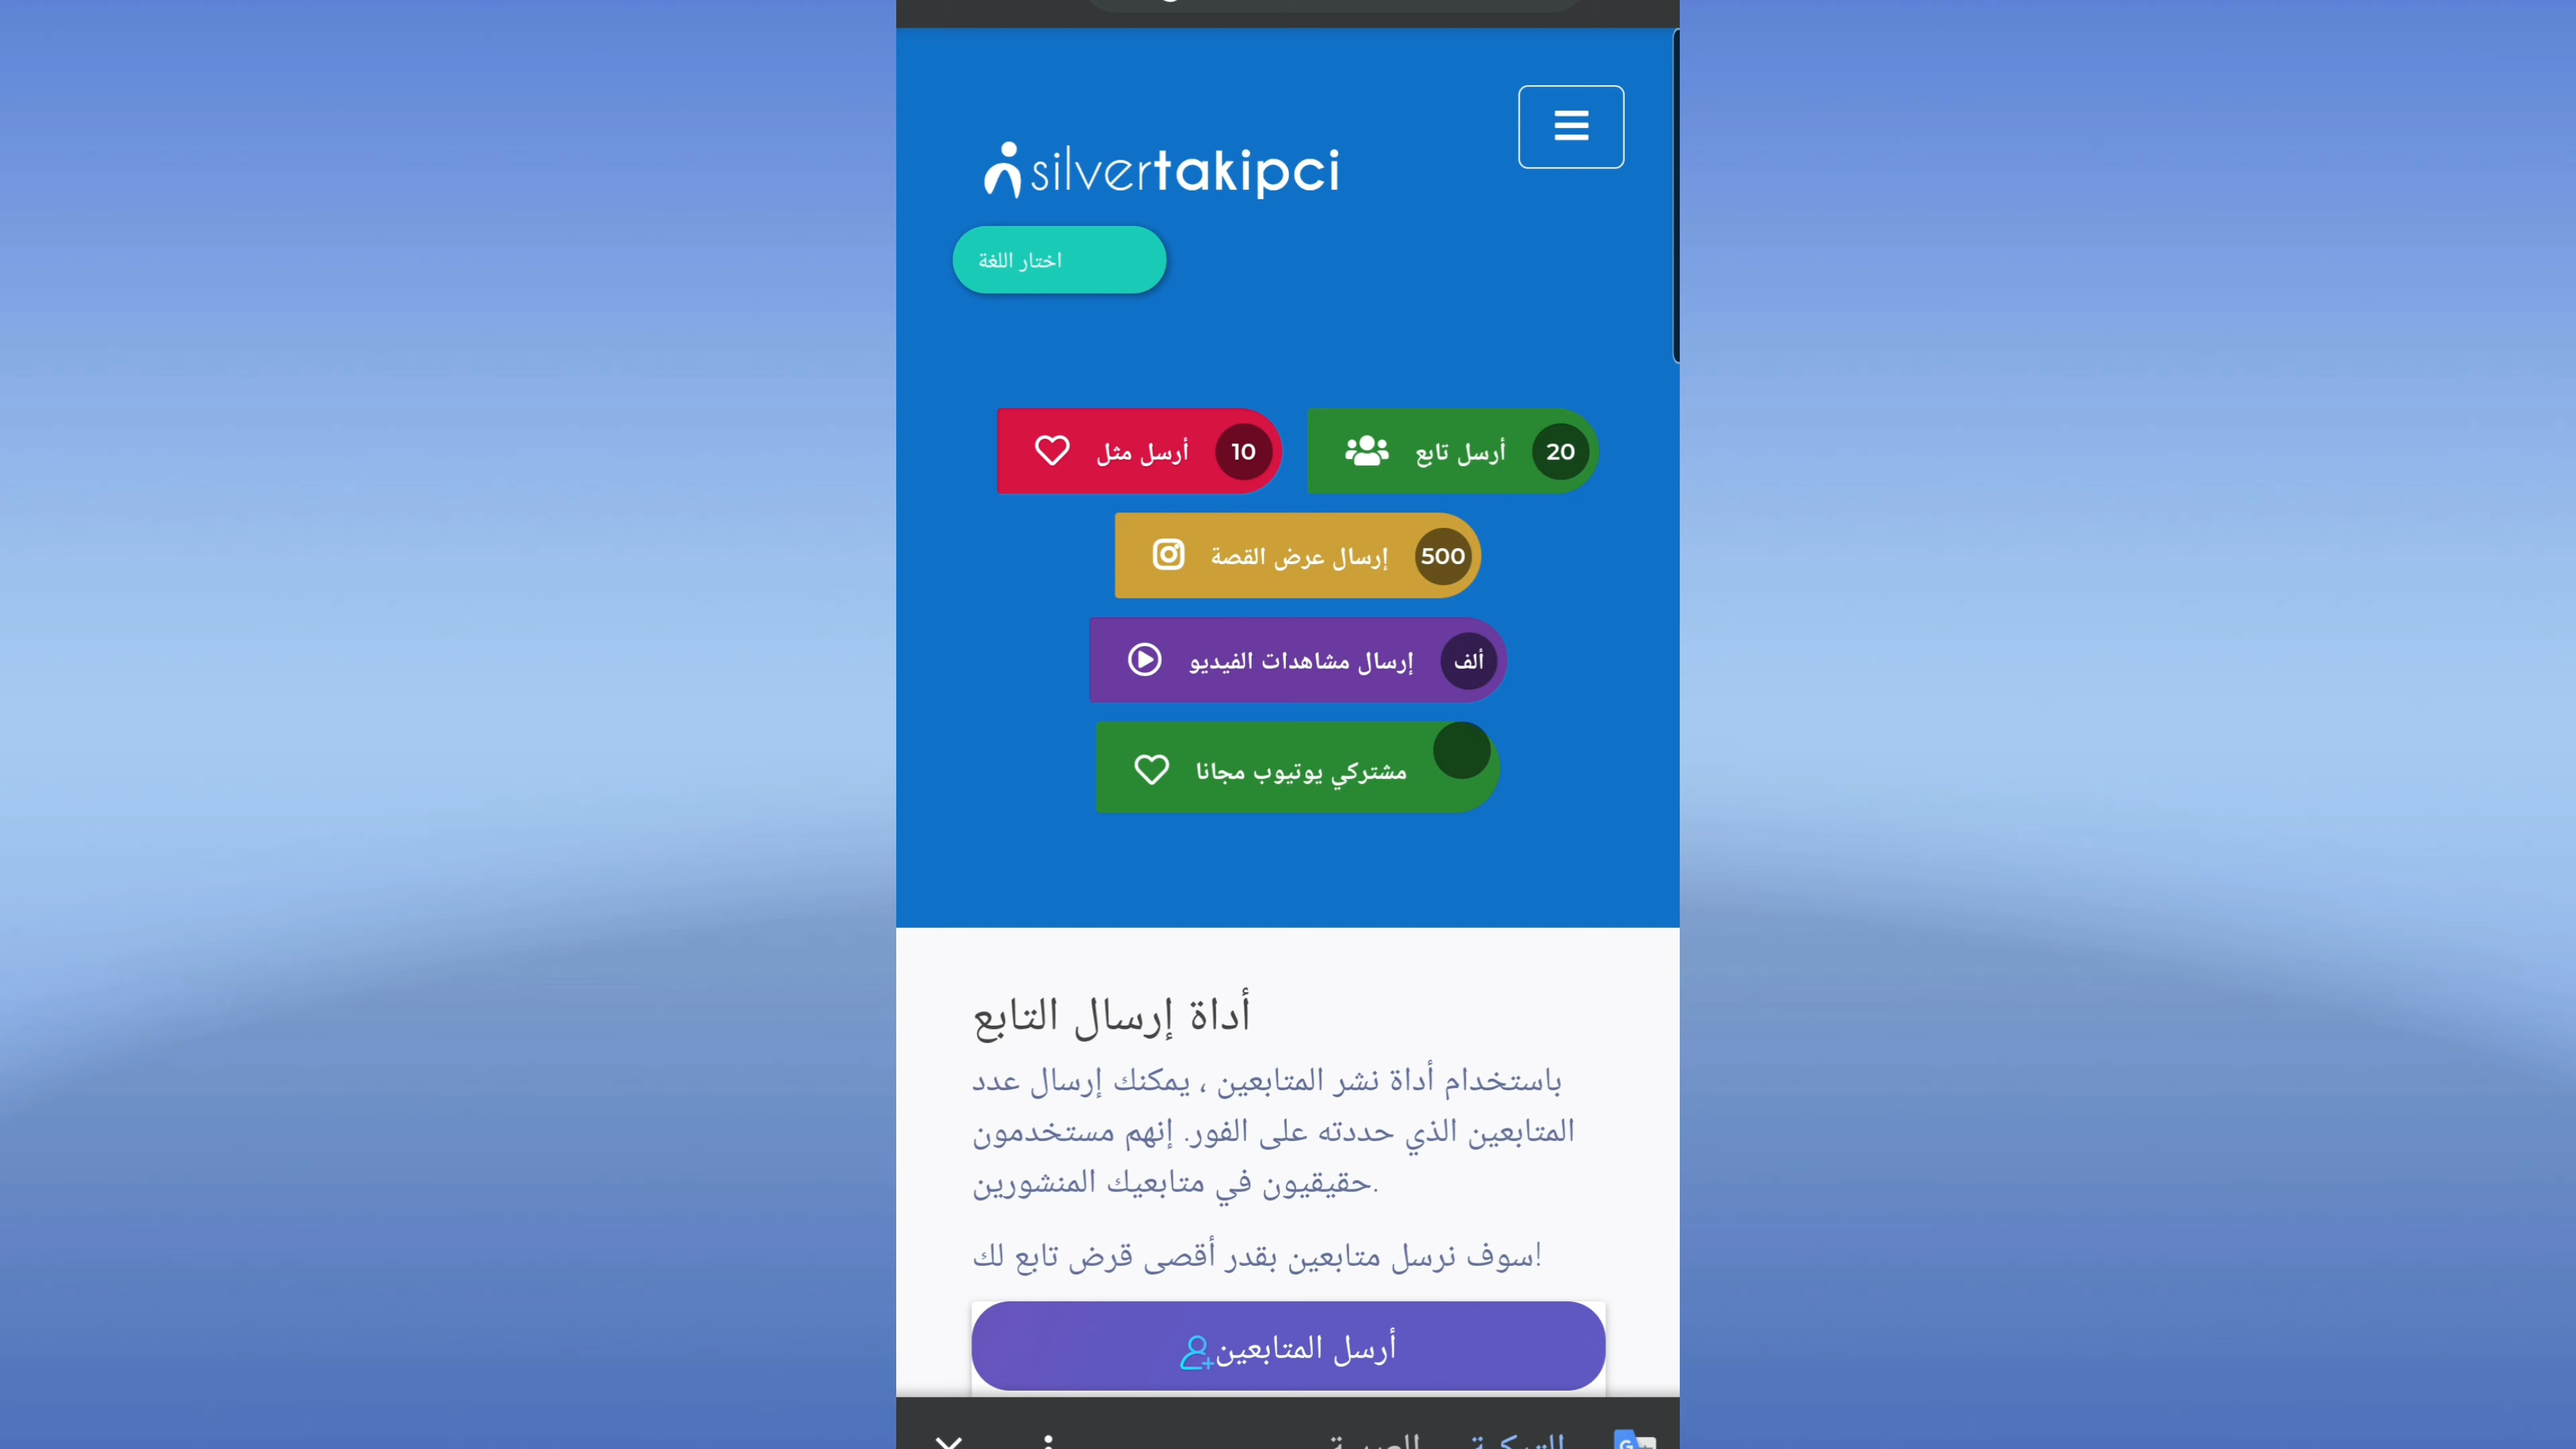 silvertakipci
اختار اللغة
20 أرسل تابع
10 أرسل مثل
500 إرسال عرض القصة
ألف إرسال مشاهدات الفيديو
مشتركي يوتيوب مجانا
أداة إرسال التابع
باستخدام أداة نشر المتابعين ، يمكنك إرسال عدد
المتابعين الذي حددته على الفور. إنهم مستخدمون
حقيقيون في متابعيك المنشورين.
سوف نرسل متابعين بقدر أقصى قرض تابع لك!
أرسل المتابعين